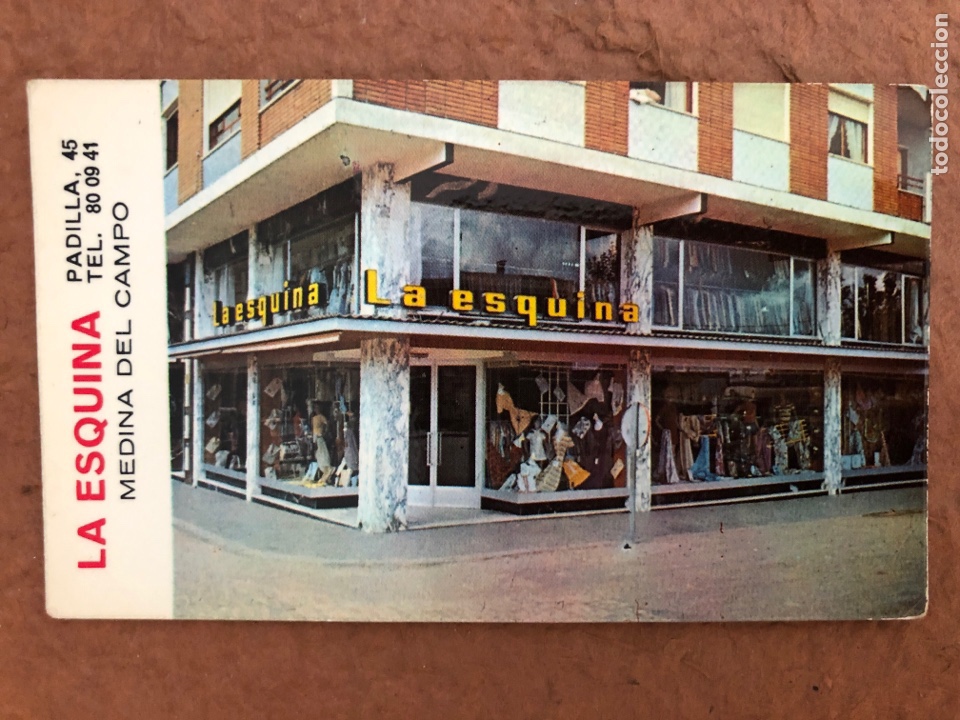 LA ESQUINA
PADILLA, 45
TEL. 80 09 41
MEDINA DEL CAMPO
La esquina
La esquina
todocoleccion